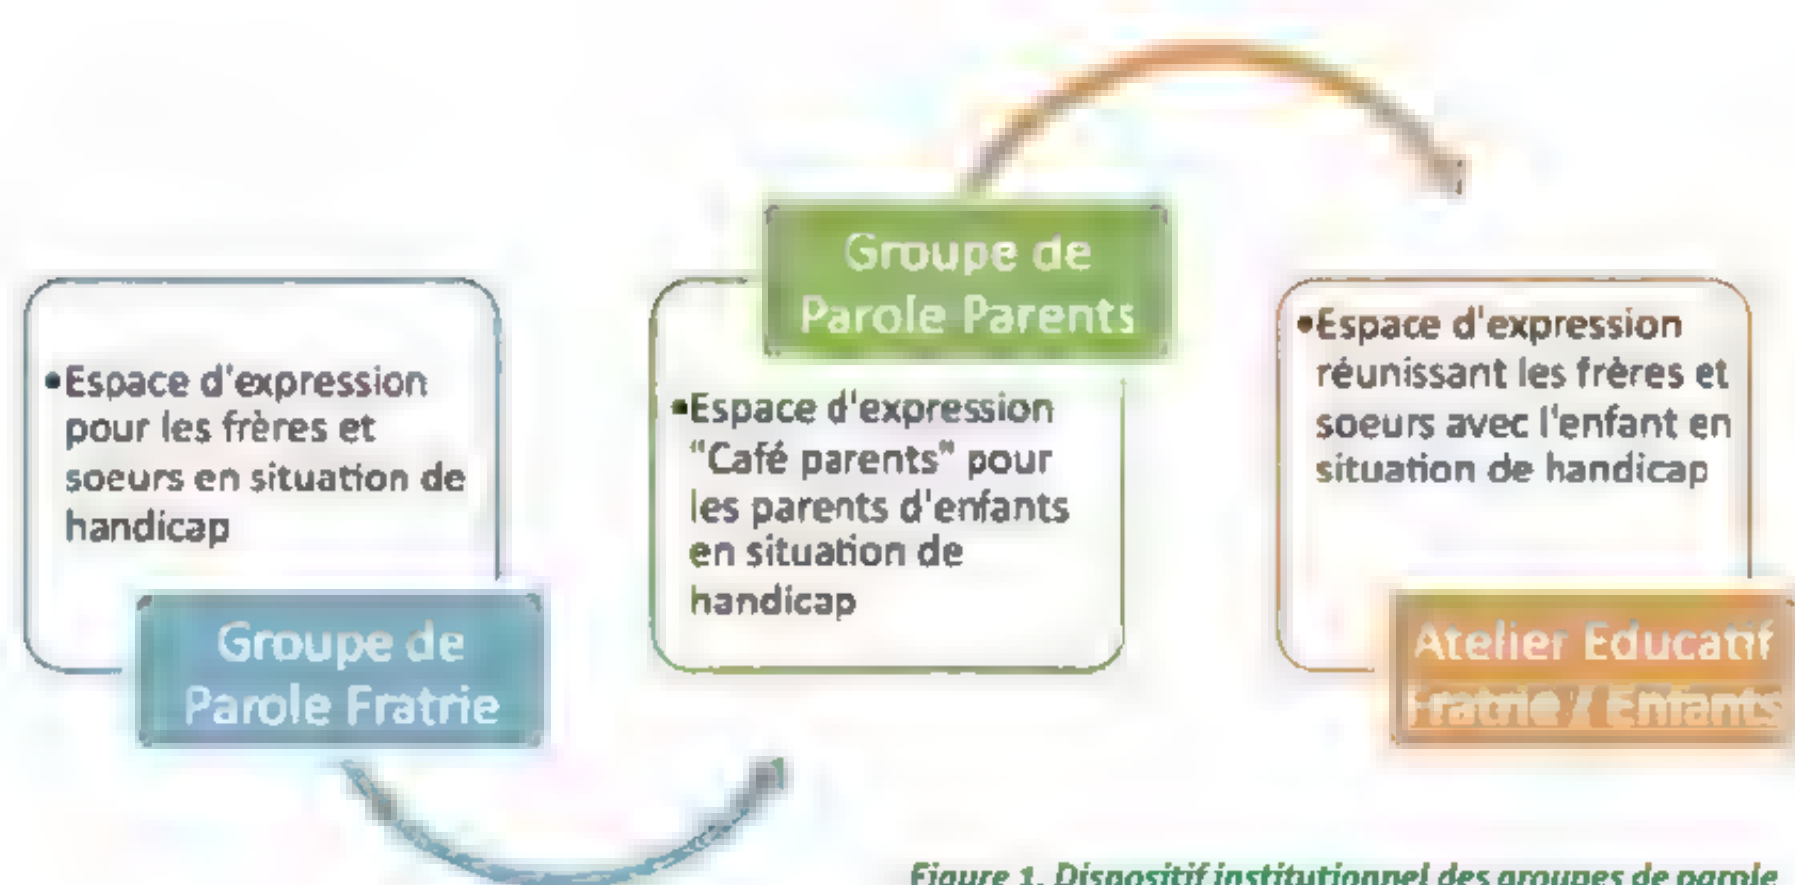 •Espace d'expression
pour les frères et
soeurs en situation de
handicap
Groupe de
Parole Fratrie
Groupe de
Parole Parents
•Espace d'expression
"Café parents" pour
les parents d'enfants
en situation de
handicap
•Espace d'expression
réunissant les frères et
soeurs avec l'enfant en
situation de handicap
Atelier Educatif
Fratrie / Enfants
Figure 1. Dispositif institutionnel des groupes de parole